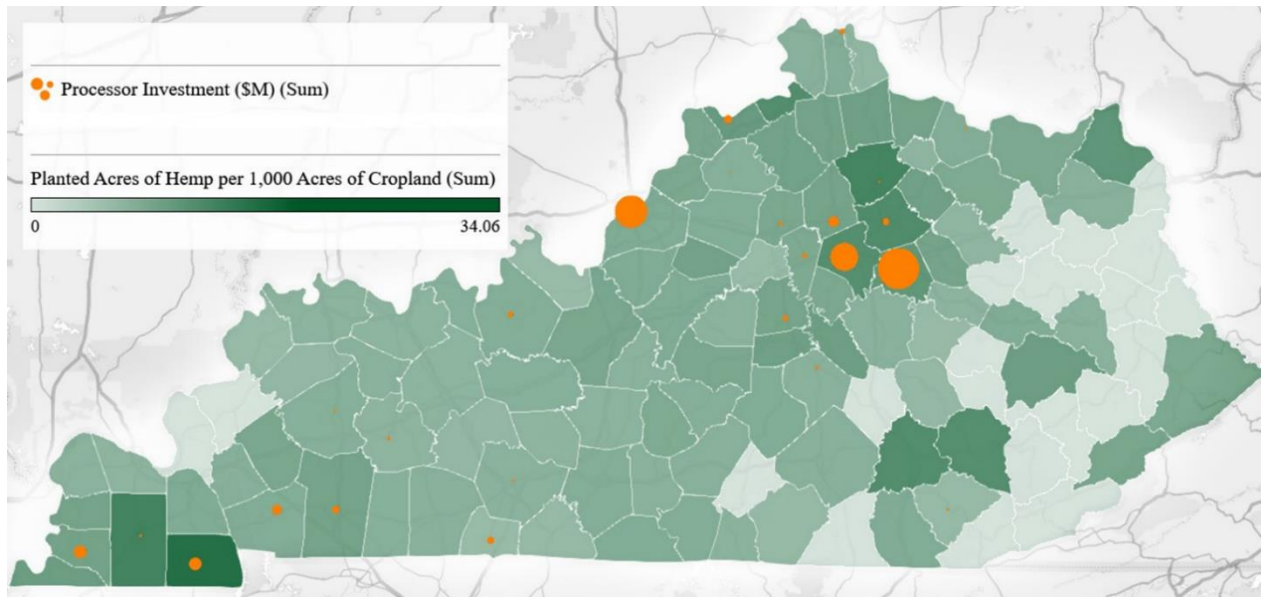 Processor Investment ($M) (Sum)
Planted Acres of Hemp per 1,000 Acres of Cropland (Sum)
0 34.06